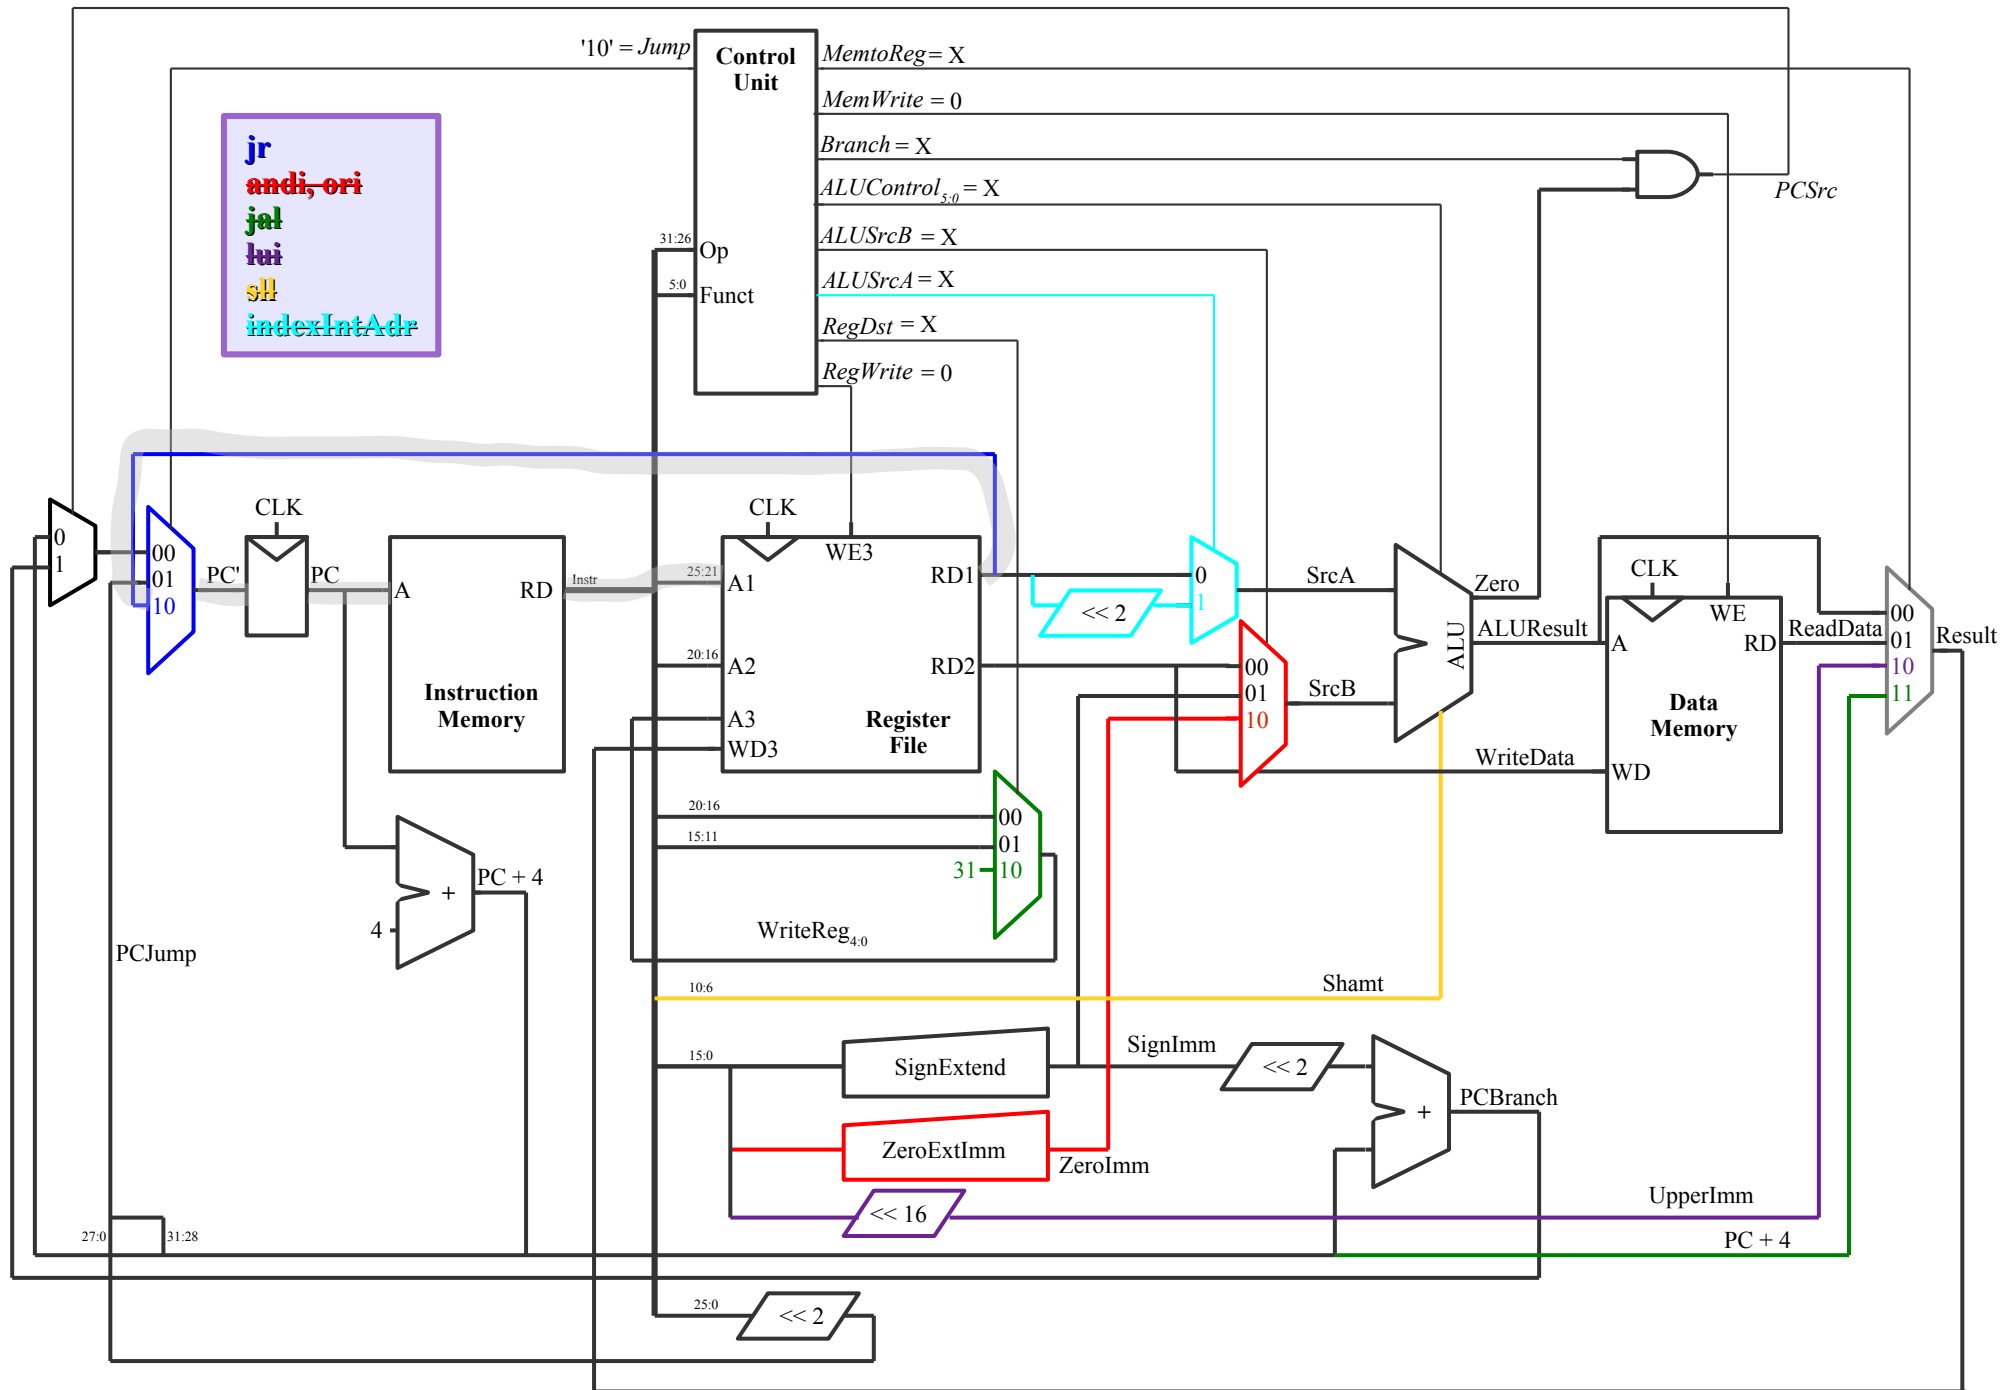 '10' = Jump
Control
Unit
MemtoReg = X
MemWrite = 0
Branch = X
ALUControl5:0 = X
ALUSrcB = X
ALUSrcA = X
RegDst = X
RegWrite = 0
31:26
Op
5:0
Funct
PCSrc
jr
andi, ori
jal
lui
sll
indexIntAdr
0
1
00
01
10
PC'
CLK
PC
A
RD
Instruction
Memory
Instr
25:21
20:16
CLK
WE3
A1
RD1
A2
RD2
A3
WD3
Register
File
0
1
<< 2
SrcA
00
01
10
SrcB
ALU
Zero
ALUResult
WriteData
CLK
WE
A
RD
Data
Memory
WD
ReadData
00
01
10
11
Result
20:16
15:11
31
00
01
10
WriteReg4:0
PC + 4
+
4
PCJump
10:6
Shamt
15:0
SignExtend
SignImm
<< 2
+
PCBranch
ZeroExtImm
ZeroImm
<< 16
UpperImm
PC + 4
27:0
31:28
25:0
<< 2